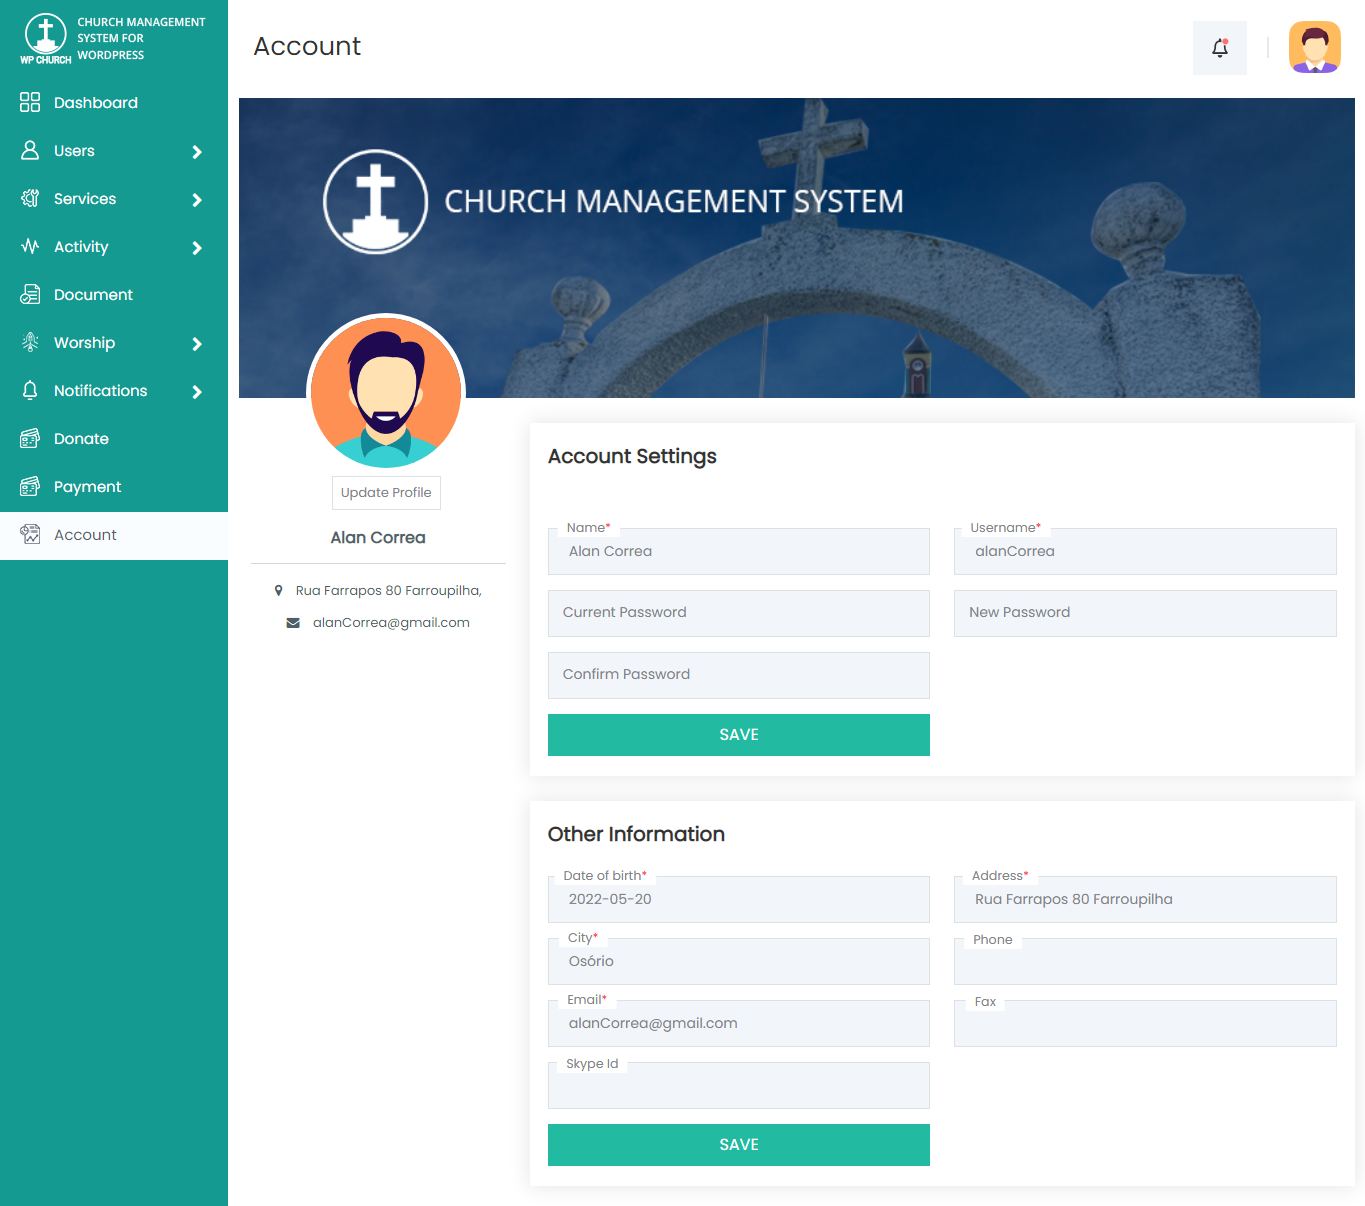 CHURCH MANAGEMENT
SYSTEM FOR
WORDPRESS
WP CHURCH
Dashboard
Users
Services
Activity
Document
Worship
Notifications
Donate
Payment
Account
Account
CHURCH MANAGEMENT SYSTEM
Update Profile
Alan Correa
Rua Farrapos 80 Farroupilha,
alanCorrea@gmail.com
Account Settings
Name*
Alan Correa
Username*
alanCorrea
Current Password
New Password
Confirm Password
SAVE
Other Information
Date of birth*
2022-05-20
Address*
Rua Farrapos 80 Farroupilha
City*
Osório
Phone
Email*
alanCorrea@gmail.com
Fax
Skype Id
SAVE